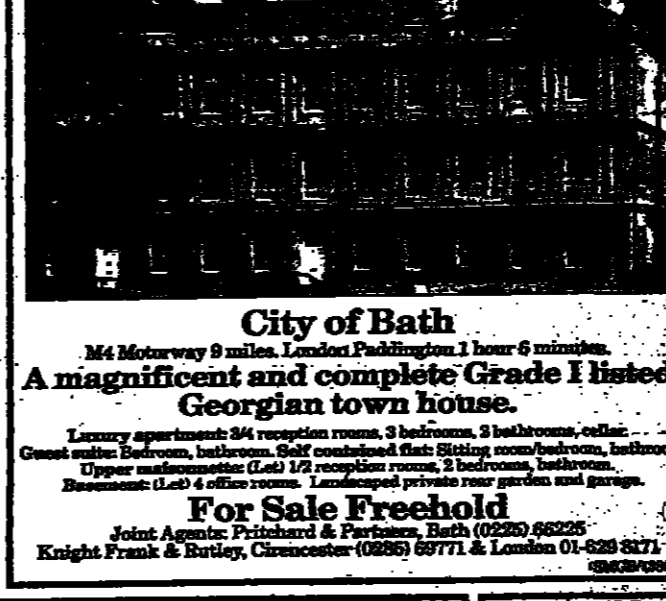 City of Bath
M4 Motorway 9 miles. London Paddington 1 hour 6 minutes.
A magnificent and complete Grade I listed
Georgian town house.
Luxury apartment: 3/4 reception rooms, 3 bedrooms, 3 bathrooms, cellar.
Guest suite: Bedroom, bathroom. Self contained flat: Sitting room/bedroom, bathroo
Upper maisonnette: (Let) 1/2 reception rooms, 2 bedrooms, bathroom.
Basement: (Let) 4 office rooms. Landscaped private rear garden and garage.
For Sale Freehold
Joint Agents: Pritchard & Partners, Bath (0225) 66225
Knight Frank & Rutley, Cirencester (0285) 69771 & London 01-629 8171